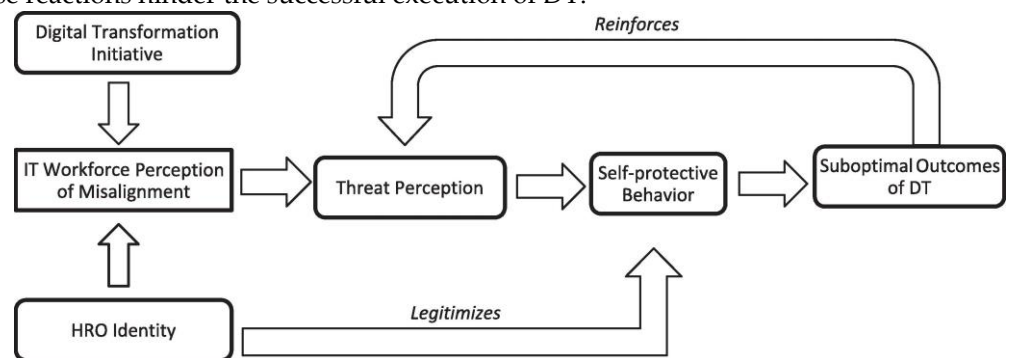 se reactions hinder the successful execution of DT.
Reinforces
Digital Transformation
Initiative
IT Workforce Perception
of Misalignment
Threat Perception
Self-protective
Behavior
Suboptimal Outcomes
of DT
Legitimizes
HRO Identity